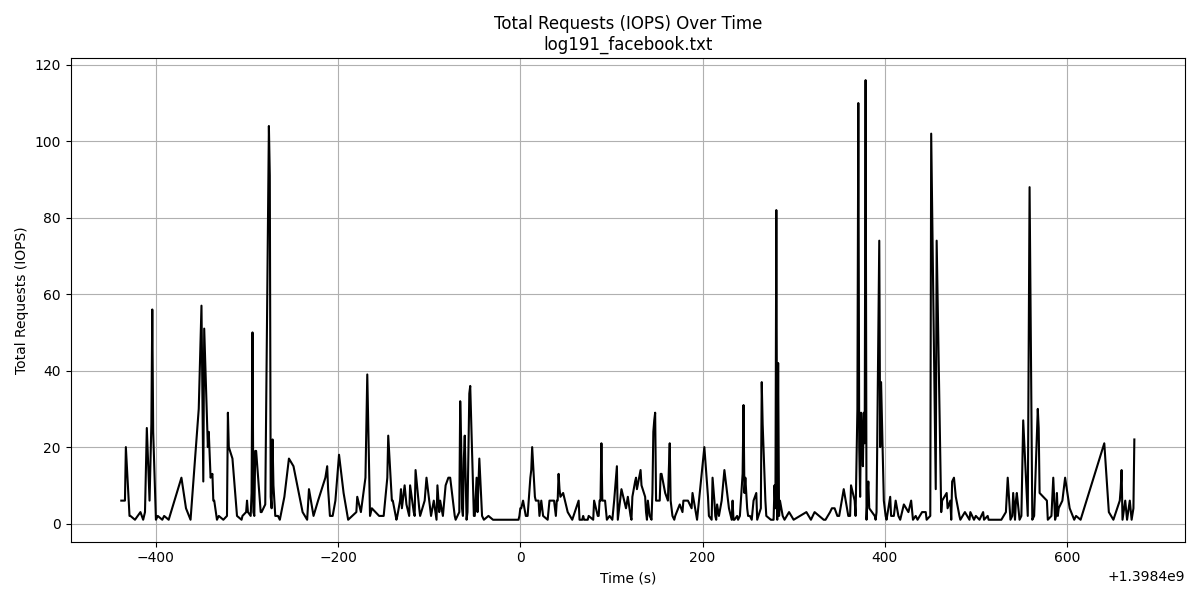 Total Requests (IOPS) Over Time
log191_facebook.txt
Total Requests (IOPS)
120
100
80
60
40
20
0
−400
−200
0
200
400
600
Time (s)
+1.3984e9